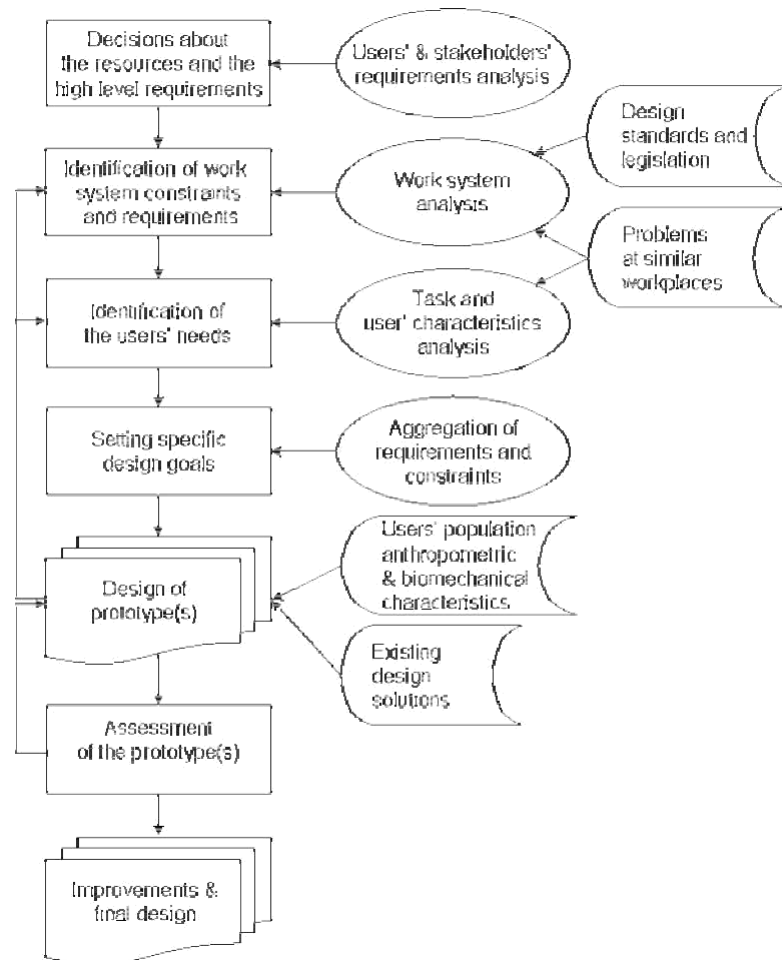 Decisions about
the resources and the
high level requirements
Users' & stakeholders'
requirements analysis
Design
standards and
legislation
Identification of work
system constraints
and requirements
Work system
analysis
Problems
at similar
workplaces
Identification of
the users' needs
Task and
user' characteristics
analysis
Setting specific
design goals
Aggregation of
requirements and
constraints
Users' population
anthropometric
& biomechanical
characteristics
Design of
prototype(s)
Existing
design
solutions
Assessment
of the prototype(s)
Improvements &
final design